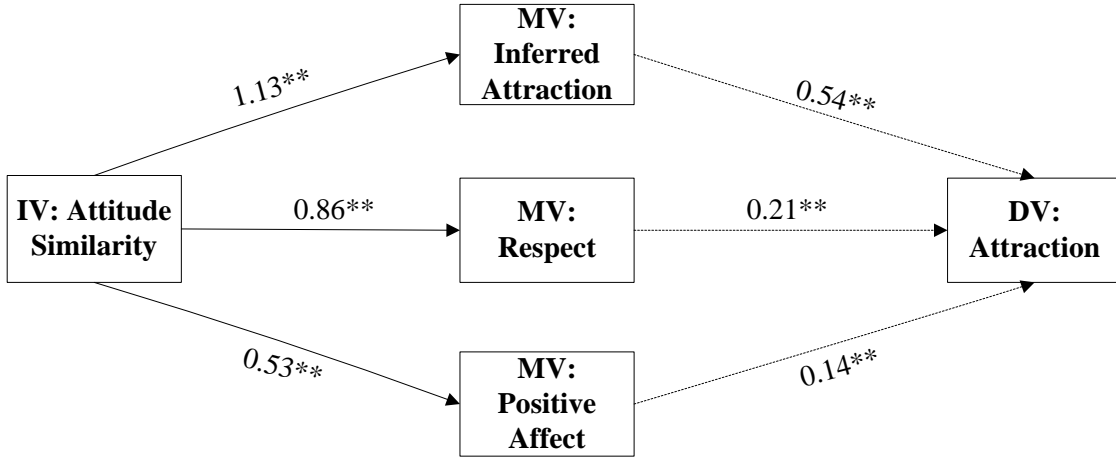 MV:
Inferred
Attraction
1.13**
0.54**
IV: Attitude
Similarity
0.86**
MV:
Respect
0.21**
DV:
Attraction
0.53**
MV:
Positive
Affect
0.14**